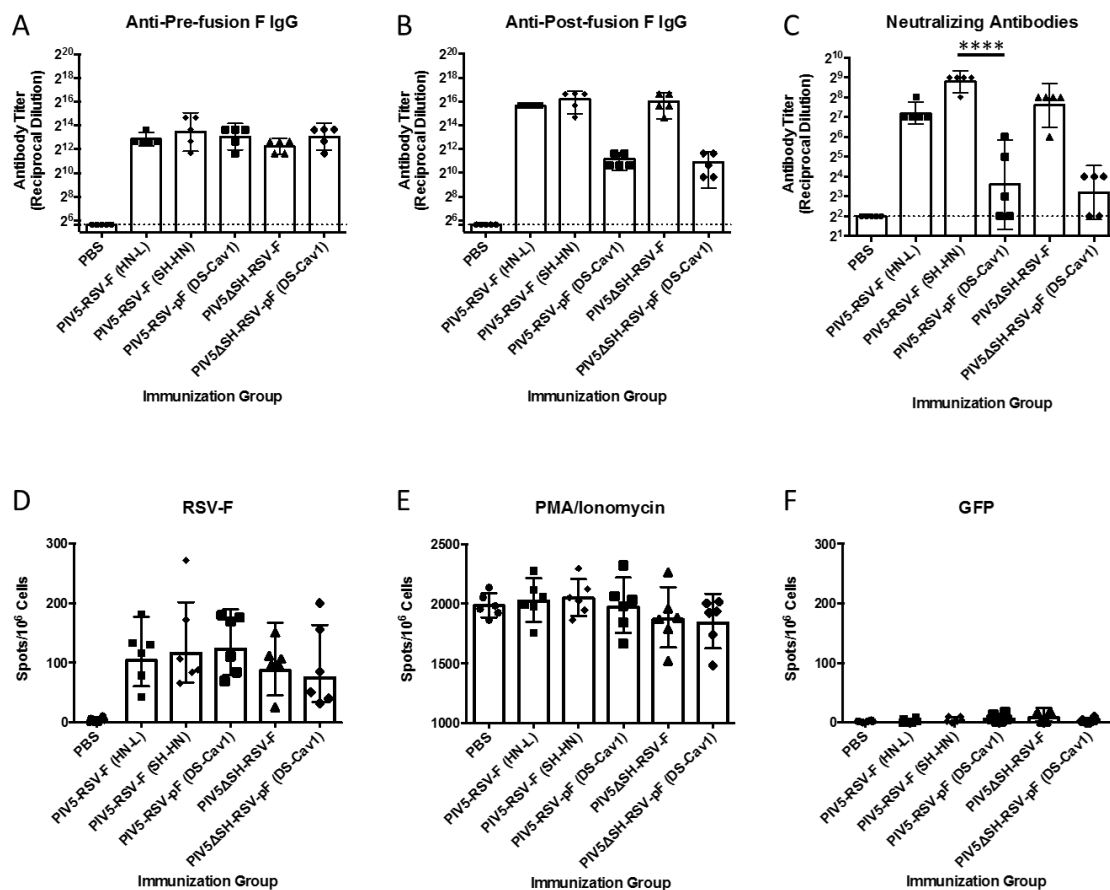 A
Anti-Pre-fusion F IgG
Antibody Titer
(Reciprocal Dilution)
2^20
2^18
2^16
2^14
2^12
2^10
2^8
2^6
2^5
PBS
PIV5-RSV-F (HN-L)
PIV5-RSV-F (SH-HN)
PIV5-RSV-pF (DS-Cav1)
PIV5ΔSH-RSV-F
PIV5ΔSH-RSV-pF (DS-Cav1)
Immunization Group
B
Anti-Post-fusion F IgG
Antibody Titer
(Reciprocal Dilution)
2^20
2^18
2^16
2^14
2^12
2^10
2^8
2^6
2^5
PBS
PIV5-RSV-F (HN-L)
PIV5-RSV-F (SH-HN)
PIV5-RSV-pF (DS-Cav1)
PIV5ΔSH-RSV-F
PIV5ΔSH-RSV-pF (DS-Cav1)
Immunization Group
C
Neutralizing Antibodies
Antibody Titer
(Reciprocal Dilution)
2^10
2^9
2^8
2^7
2^6
2^5
2^4
2^3
2^2
2^1
****
PBS
PIV5-RSV-F (HN-L)
PIV5-RSV-F (SH-HN)
PIV5-RSV-pF (DS-Cav1)
PIV5ΔSH-RSV-F
PIV5ΔSH-RSV-pF (DS-Cav1)
Immunization Group
D
RSV-F
Spots/10^6 Cells
300
200
100
0
PBS
PIV5-RSV-F (HN-L)
PIV5-RSV-F (SH-HN)
PIV5-RSV-pF (DS-Cav1)
PIV5ΔSH-RSV-F
PIV5ΔSH-RSV-pF (DS-Cav1)
Immunization Group
E
PMA/Ionomycin
Spots/10^6 Cells
2500
2000
1500
1000
PBS
PIV5-RSV-F (HN-L)
PIV5-RSV-F (SH-HN)
PIV5-RSV-pF (DS-Cav1)
PIV5ΔSH-RSV-F
PIV5ΔSH-RSV-pF (DS-Cav1)
Immunization Group
F
GFP
Spots/10^6 Cells
300
200
100
0
PBS
PIV5-RSV-F (HN-L)
PIV5-RSV-F (SH-HN)
PIV5-RSV-pF (DS-Cav1)
PIV5ΔSH-RSV-F
PIV5ΔSH-RSV-pF (DS-Cav1)
Immunization Group